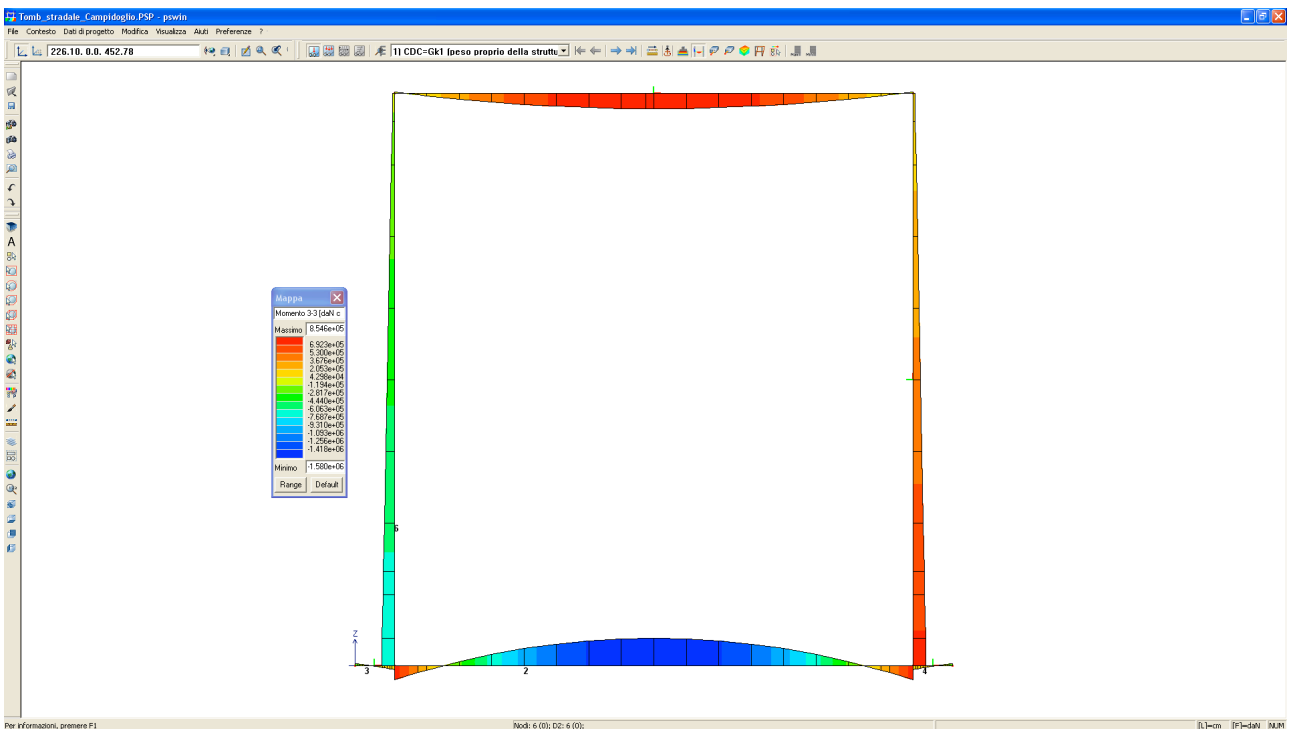 Tomb_stradale_Campidoglio.PSP - pswin
File Contesto Dati di progetto Modifica Visualizza Aiuti Preferenze ?
226.10. 0.0. 452.78
1) CDC=Gk1 (peso proprio della struttu
A
Mappa
Momento 3-3 [daN c
Massimo 8.546e+05
6.923e+05
5.300e+05
3.676e+05
2.053e+05
4.298e+04
-1.194e+05
-2.817e+05
-4.440e+05
-6.063e+05
-7.687e+05
-9.310e+05
-1.093e+06
-1.256e+06
-1.418e+06
Minimo -1.580e+06
Range Default
Z
3
2
4
Per informazioni, premere F1
Nodi: 6 (0); D2: 6 (0);
[L]=cm [F]=daN NUM